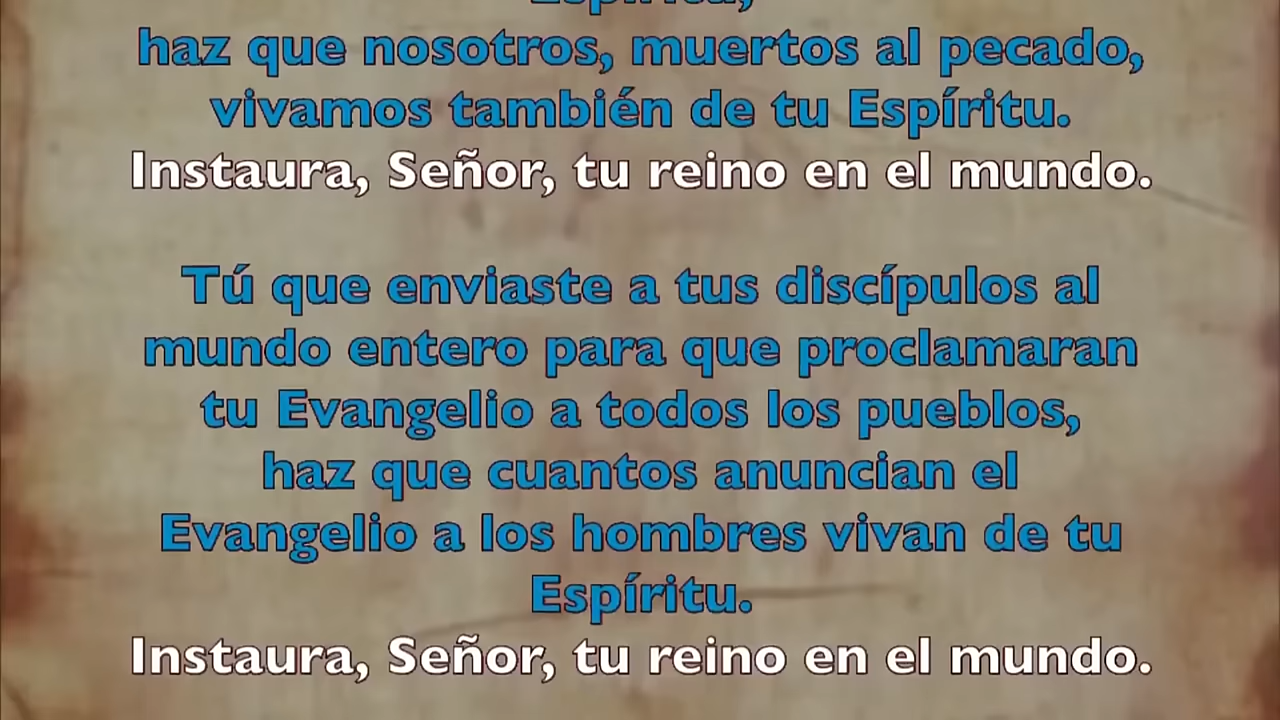 Espíritu,
haz que nosotros, muertos al pecado,
vivamos también de tu Espíritu.
Instaura, Señor, tu reino en el mundo.
Tú que enviaste a tus discípulos al
mundo entero para que proclamaran
tu Evangelio a todos los pueblos,
haz que cuantos anuncian el
Evangelio a los hombres vivan de tu
Espíritu.
Instaura, Señor, tu reino en el mundo.